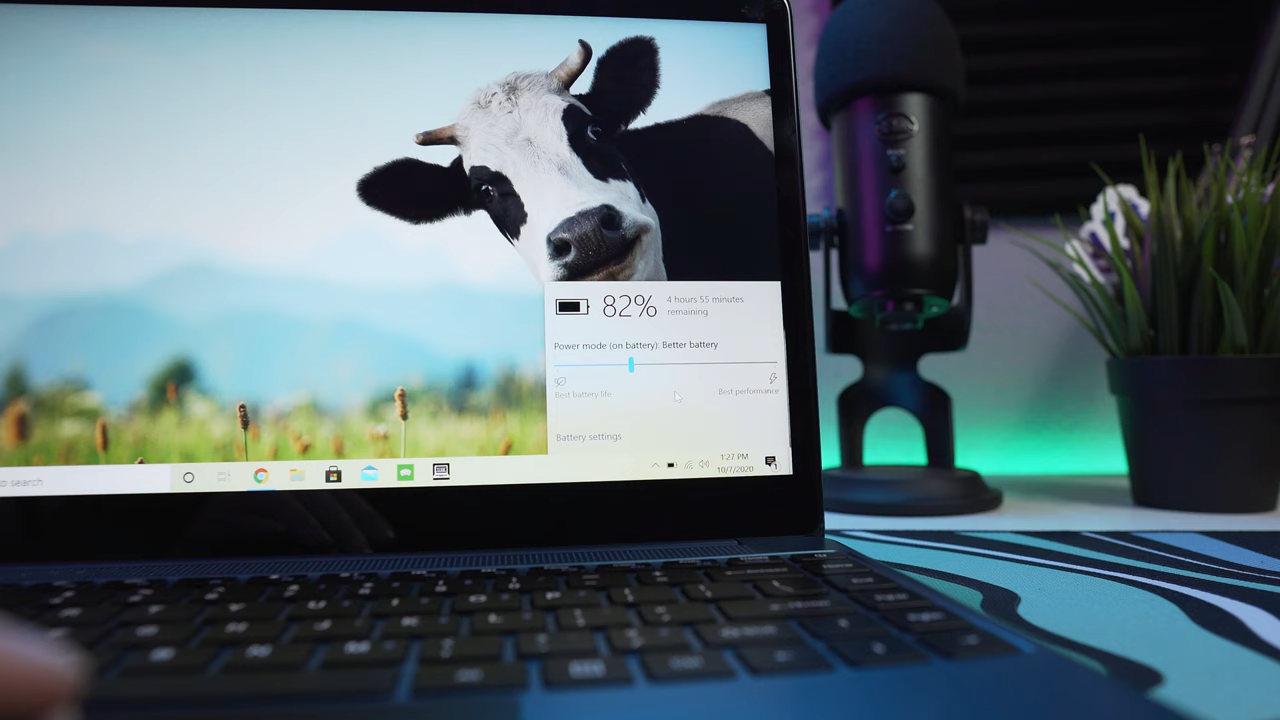 82%
4 hours 55 minutes
remaining
Power mode (on battery): Better battery
Best battery life
Best performance
Battery settings
search
1:27 PM
10/7/2020